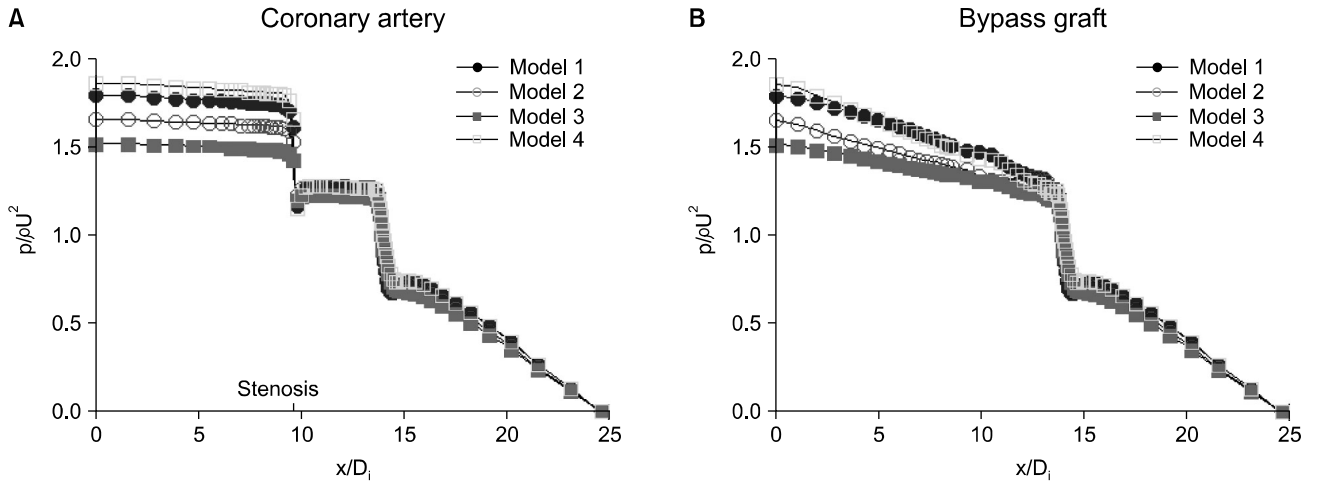 A
Coronary artery
2.0
1.5
1.0
0.5
0.0
p/ρU²
Model 1
Model 2
Model 3
Model 4
Stenosis
0 5 10 15 20 25
x/Di
B
Bypass graft
2.0
1.5
1.0
0.5
0.0
p/ρU²
Model 1
Model 2
Model 3
Model 4
0 5 10 15 20 25
x/Di